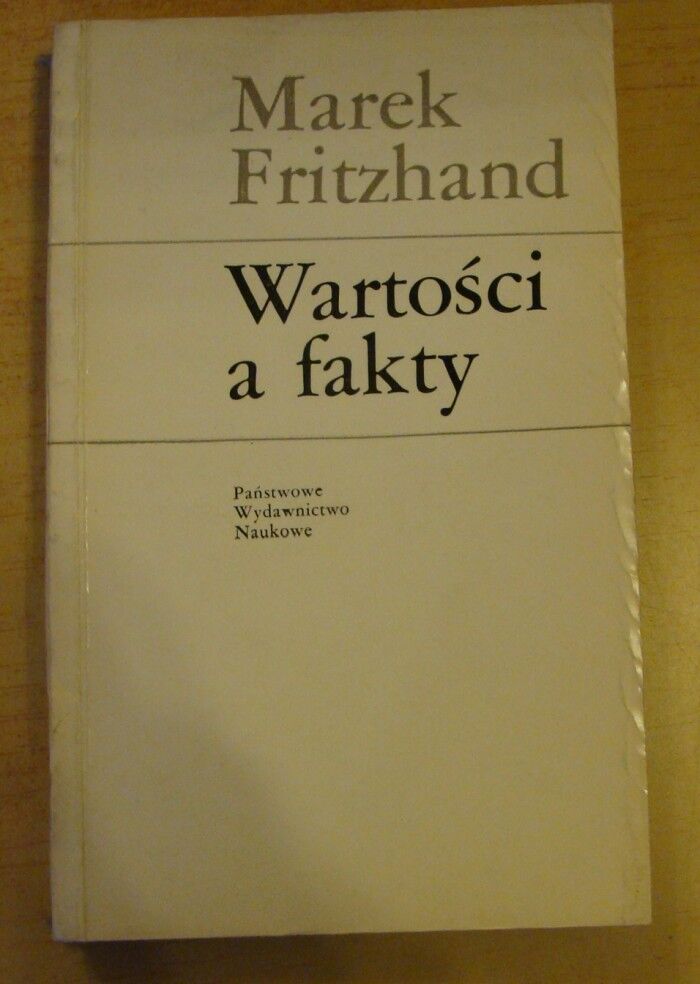 Marek
Fritzhand
Wartości
a fakty
Państwowe
Wydawnictwo
Naukowe